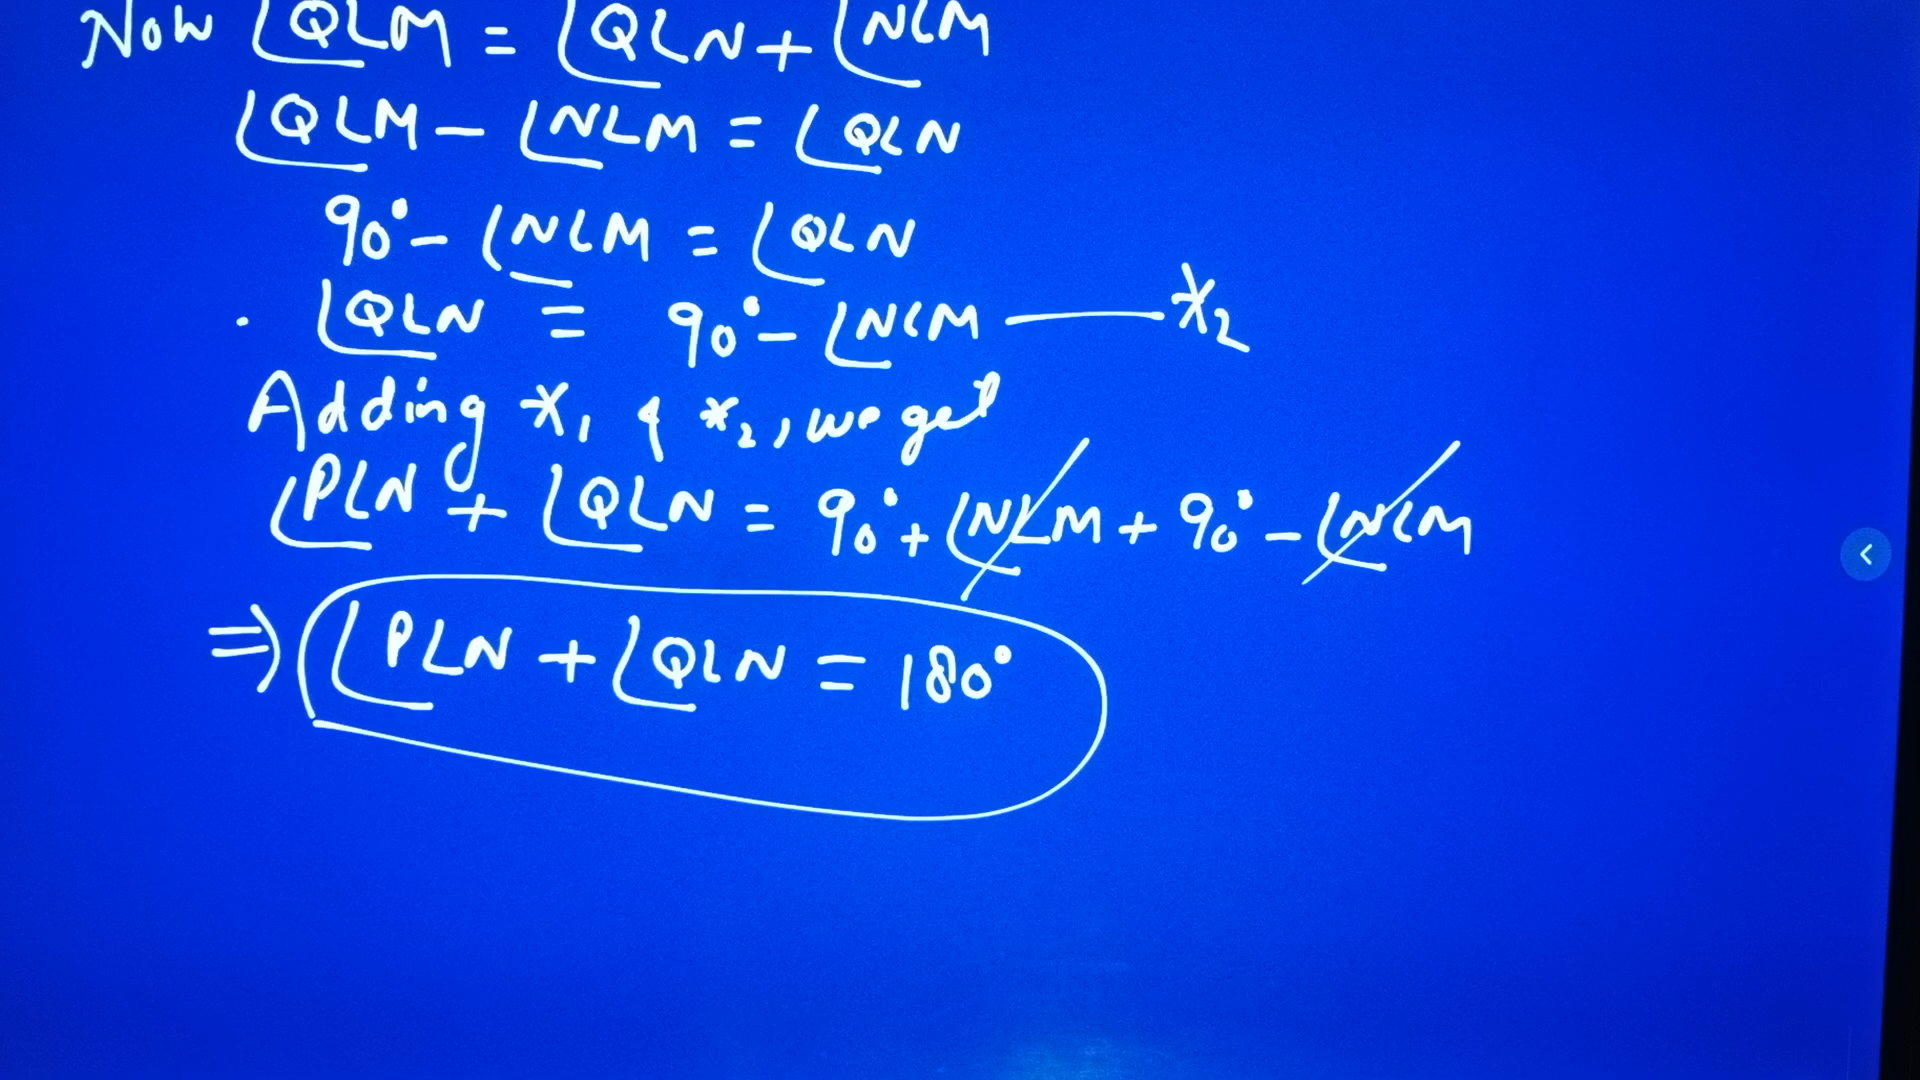 Now ∠QLM = ∠QLN + ∠NLM
∠QLM - ∠NLM = ∠QLN
90° - ∠NLM = ∠QLN
∠QLN = 90° - ∠NLM — *2
Adding *1 & *2, we get
∠PLN + ∠QLN = 90° + ∠NLM + 90° - ∠NLM
⇒ ∠PLN + ∠QLN = 180°